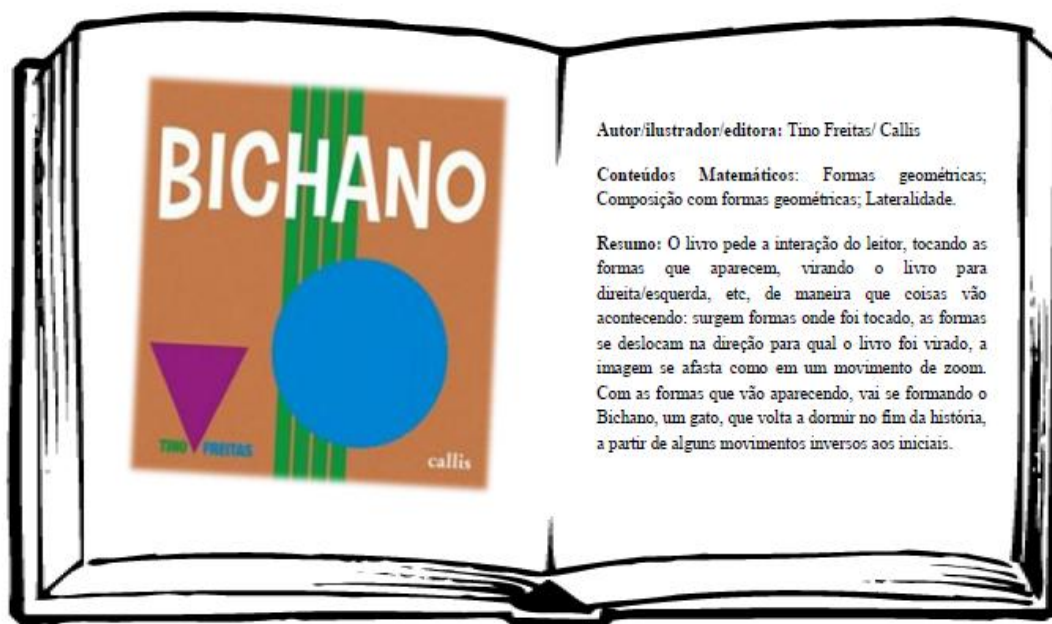 BICHANO
TINO FREITAS
callis
Autor/ilustrador/editora: Tino Freitas/ Callis
Conteúdos Matemáticos: Formas geométricas;
Composição com formas geométricas; Lateralidade.
Resumo: O livro pede a interação do leitor, tocando as
formas que aparecem, virando o livro para
direita/esquerda, etc, de maneira que coisas vão
acontecendo: surgem formas onde foi tocado, as formas
se deslocam na direção para qual o livro foi virado, a
imagem se afasta como em um movimento de zoom.
Com as formas que vão aparecendo, vai se formando o
Bichano, um gato, que volta a dormir no fim da história,
a partir de alguns movimentos inversos aos iniciais.